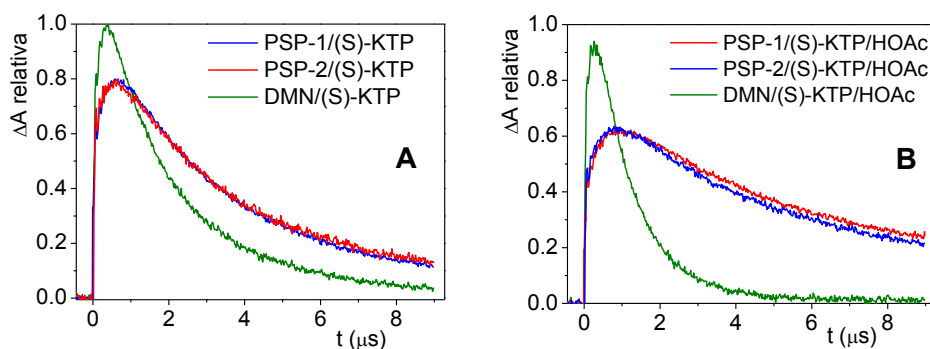 PSP-1/(S)-KTP
PSP-2/(S)-KTP
DMN/(S)-KTP
A
ΔA relativa
1.0
0.8
0.6
0.4
0.2
0.0
0 2 4 6 8
t (μs)
PSP-1/(S)-KTP/HOAc
PSP-2/(S)-KTP/HOAc
DMN/(S)-KTP/HOAc
B
ΔA relativa
1.0
0.8
0.6
0.4
0.2
0.0
0 2 4 6 8
t (μs)